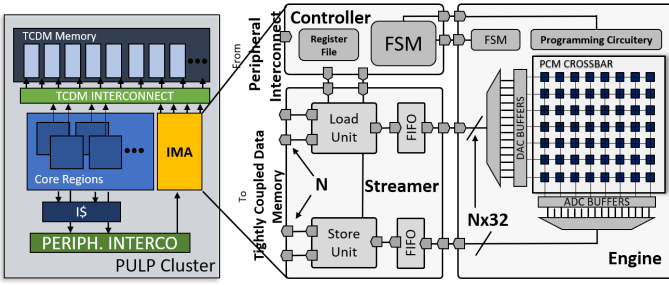 TCDM Memory
TCDM INTERCONNECT
Core Regions
IMA
I$
PERIPH. INTERCO
PULP Cluster
From
Peripheral
Interconnect
To
Tightly Coupled Data
Memory
Controller
Register
File
FSM
Load
Unit
FIFO
N
Streamer
Store
Unit
FIFO
Nx32
FSM
Programming Circuitery
PCM CROSSBAR
DAC BUFFERS
ADC BUFFERS
Engine